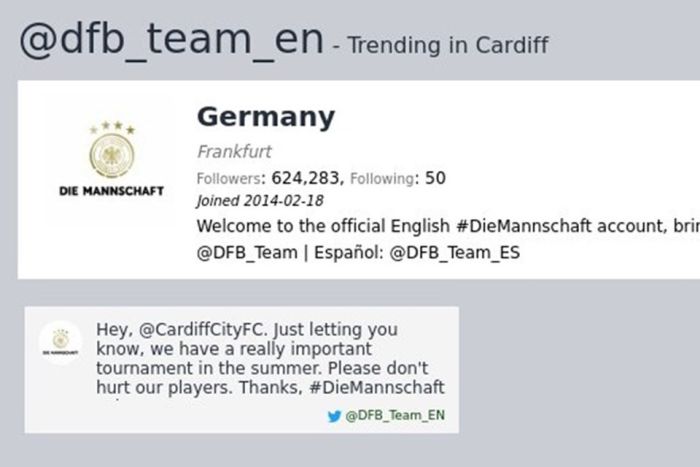 @dfb_team_en - Trending in Cardiff
DIE MANNSCHAFT
Germany
Frankfurt
Followers: 624,283, Following: 50
Joined 2014-02-18
Welcome to the official English #DieMannschaft account,
@DFB_Team | Español: @DFB_Team_ES
Hey, @CardiffCityFC. Just letting you
know, we have a really important
tournament in the summer. Please don't
hurt our players. Thanks, #DieMannschaft
DIE MANNSCHAFT
@DFB_Team_EN